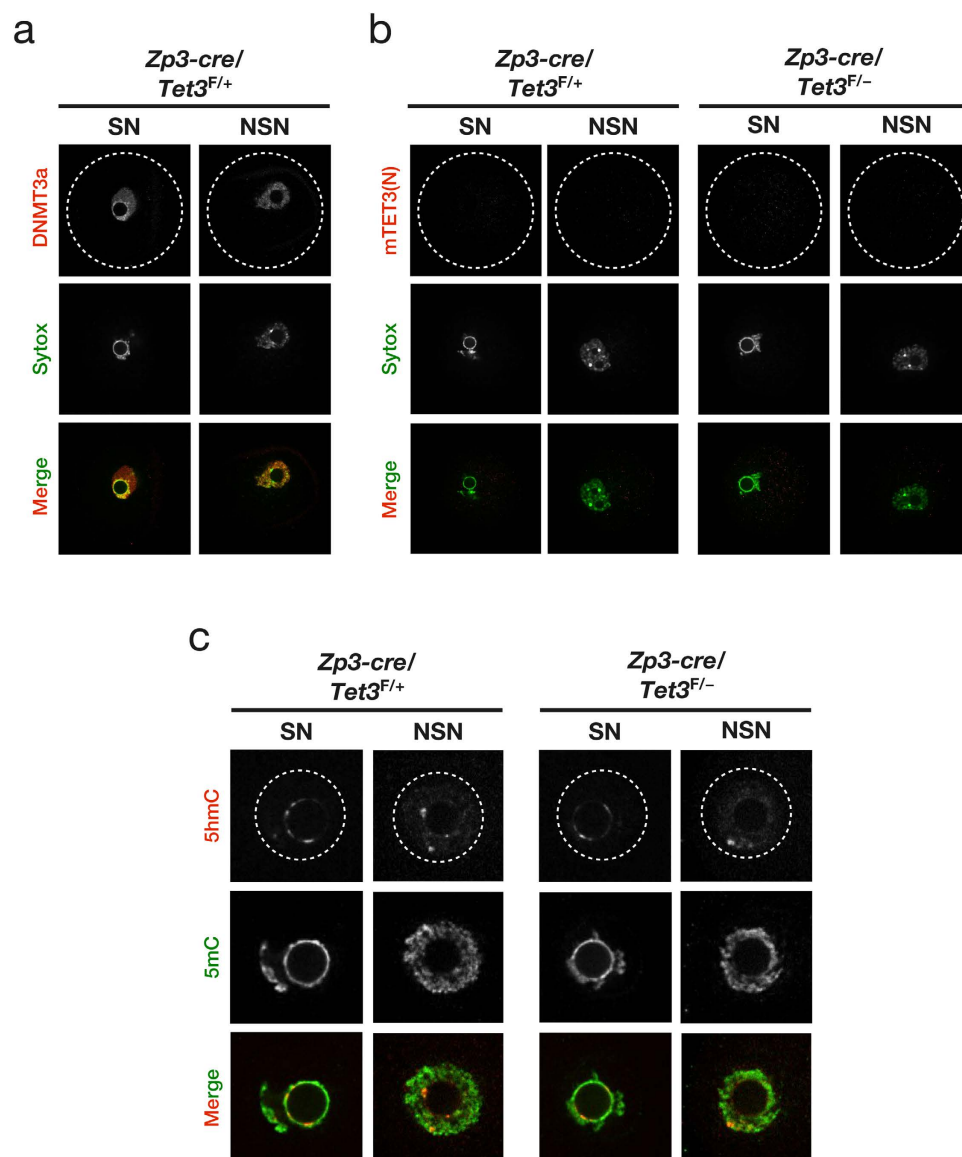 a
Zp3-cre/
Tet3F/+
SN NSN
DNMT3a
Sytox
Merge
b
Zp3-cre/ Zp3-cre/
Tet3F/+ Tet3F/–
SN NSN SN NSN
mTET3(N)
Sytox
Merge
c
Zp3-cre/ Zp3-cre/
Tet3F/+ Tet3F/–
SN NSN SN NSN
5hmC
5mC
Merge